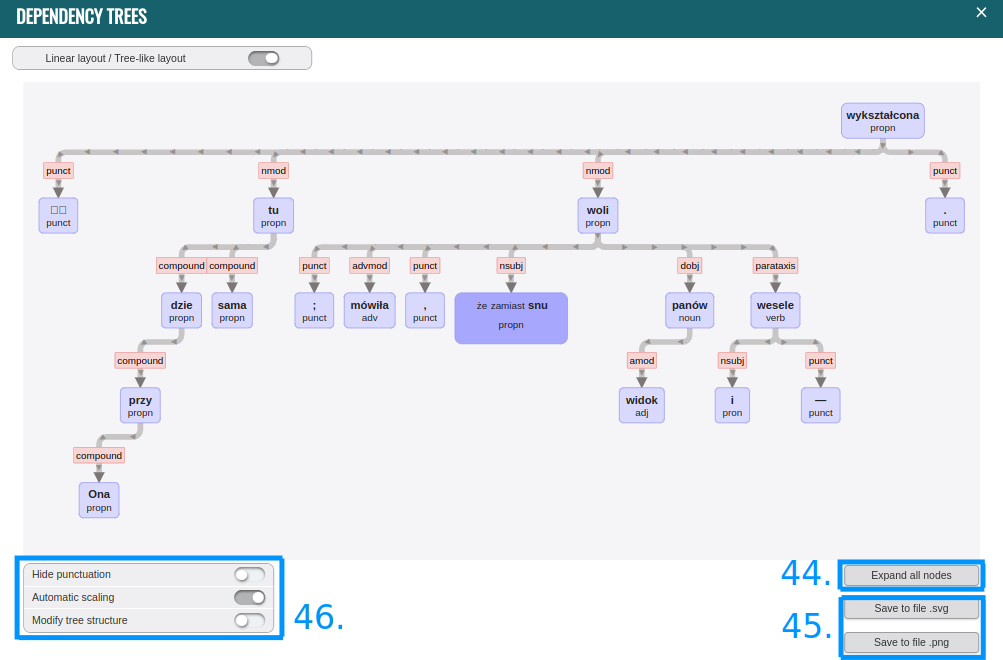 DEPENDENCY TREES
Linear layout / Tree-like layout
wykształcona
propn
punct nmod nmod punct
punct
tu
propn
woli
propn
.
punct
compound compound punct advmod punct nsubj dobj parataxis
dzie
propn
sama
propn
;
punct
mówiła
adv
,
punct
że zamiast snu
propn
panów
noun
wesele
verb
compound amod nsubj punct
przy
propn
widok
adj
i
pron
—
punct
compound
Ona
propn
Hide punctuation
Automatic scaling
Modify tree structure
46.
44.
Expand all nodes
45.
Save to file .svg
Save to file .png